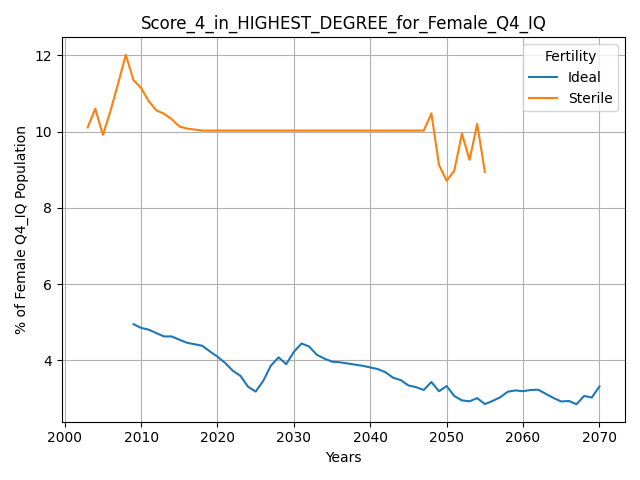 Score_4_in_HIGHEST_DEGREE_for_Female_Q4_IQ
% of Female Q4_IQ Population
12
10
8
6
4
Fertility
Ideal
Sterile
2000 2010 2020 2030 2040 2050 2060 2070
Years